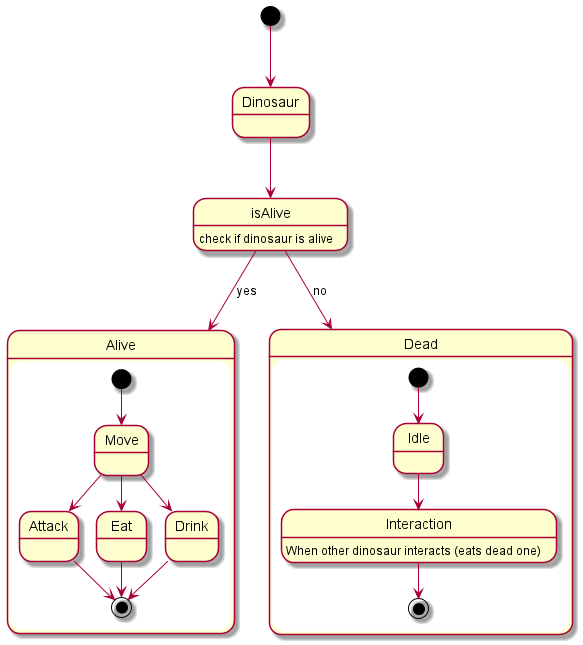 Dinosaur
isAlive
check if dinosaur is alive
yes
no
Alive
Move
Attack
Eat
Drink
Dead
Idle
Interaction
When other dinosaur interacts (eats dead one)